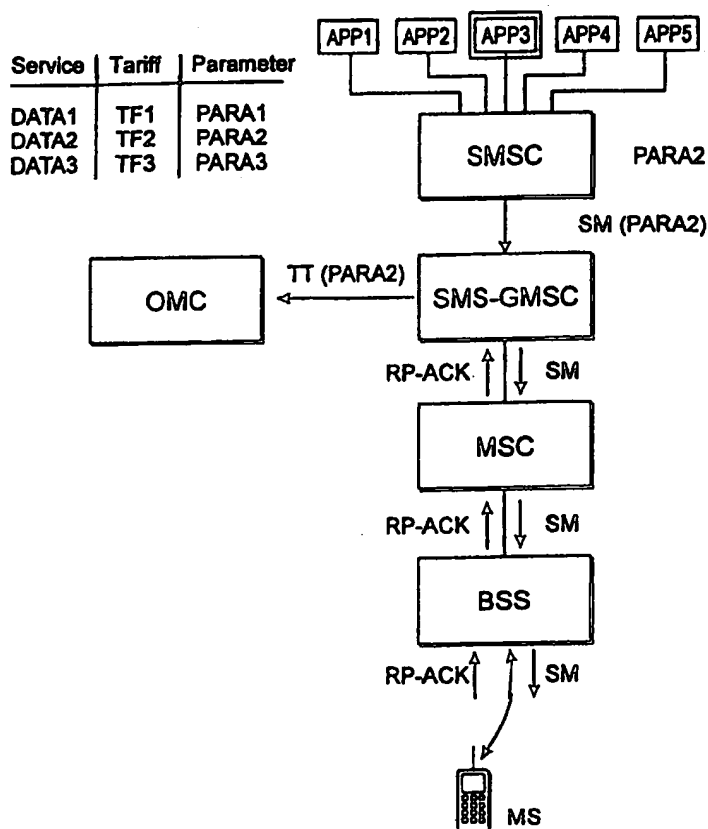 APP1 APP2 APP3 APP4 APP5
Service Tariff Parameter
DATA1 TF1 PARA1
DATA2 TF2 PARA2
DATA3 TF3 PARA3
SMSC PARA2
SM (PARA2)
OMC TT (PARA2) SMS-GMSC
RP-ACK SM
MSC
RP-ACK SM
BSS
RP-ACK SM
MS